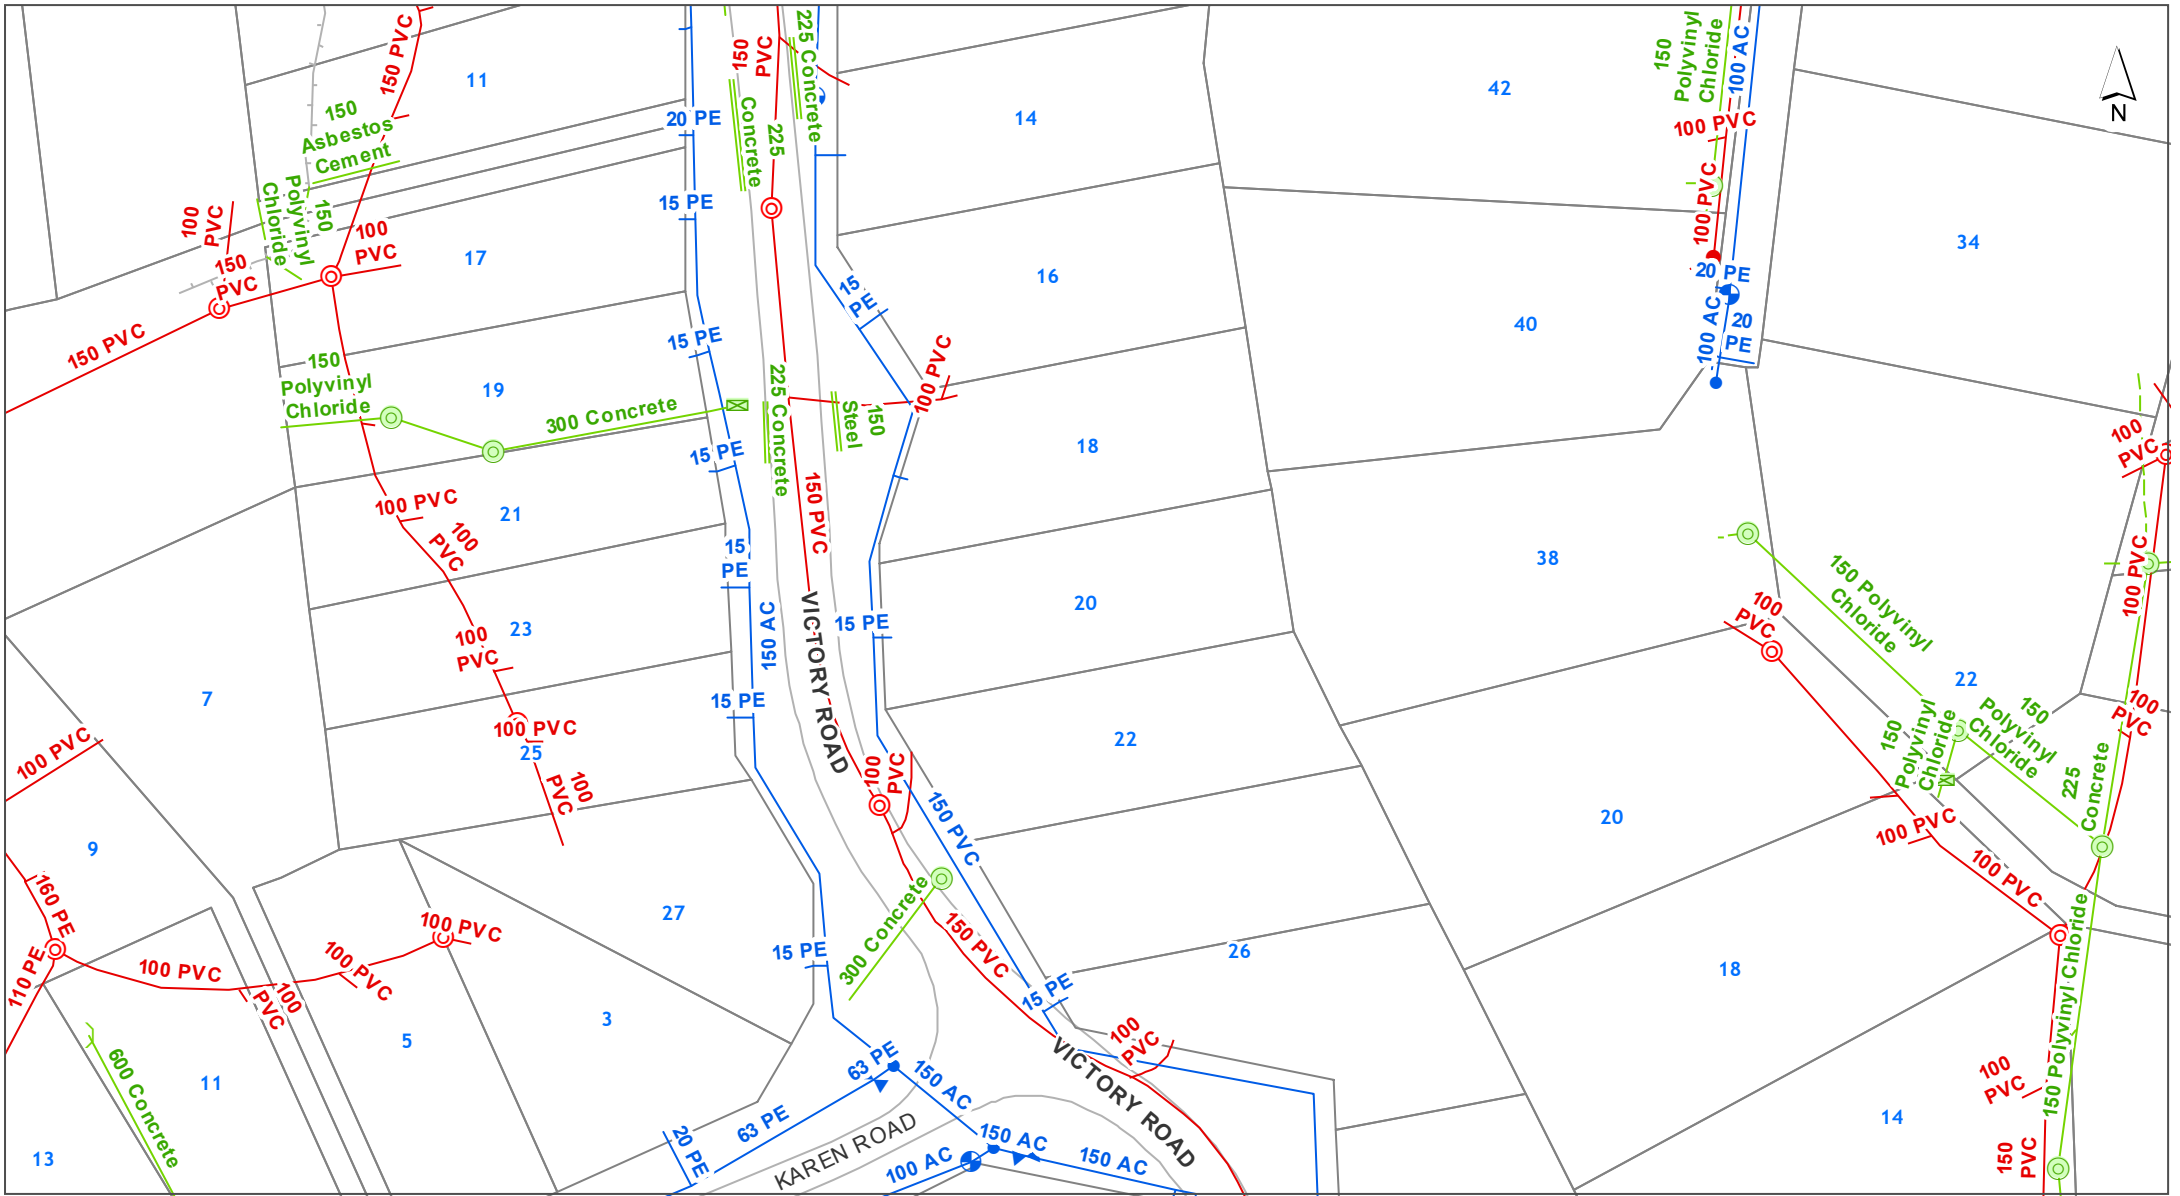 150 PVC
11
150
Asbestos
Cement
Polyvinyl
Chloride
150
100
PVC
150
PVC
100
PVC
150 PVC
17
20 PE
15 PE
150
PVC
Concrete
225
225 Concrete
14
16
15
PE
42
150
Polyvinyl
Chloride
100 AC
100 PVC
100 PVC
20 PE
100 AC
20
PE
34
N
40
150
Polyvinyl
Chloride
19
300 Concrete
15 PE
15 PE
225 Concrete
Steel
150
100 PVC
18
150 PVC
100 PVC
21
100
PVC
15
PE
150 AC
100
PVC
23
15 PE
20
38
100
PVC
150 Polyvinyl
Chloride
100
PVC
100 PVC
22
7
15 PE
VICTORY ROAD
100 PVC
25
100
PVC
22
100
PVC
150 PVC
150
Polyvinyl
Chloride
150
Polyvinyl
Chloride
225
Concrete
100
PVC
100 PVC
9
20
100 PVC
100 PVC
160 PE
110 PE
100 PVC
100
PVC
100 PVC
100 PVC
27
15 PE
300 Concrete
150 PVC
15 PE
26
18
150 Polyvinyl Chloride
5
3
600 Concrete
11
13
63 PE
63 PE
20 PE
150 AC
KAREN ROAD
100 AC
150 AC
150 AC
VICTORY ROAD
100
PVC
100
PVC
14
150
PVC